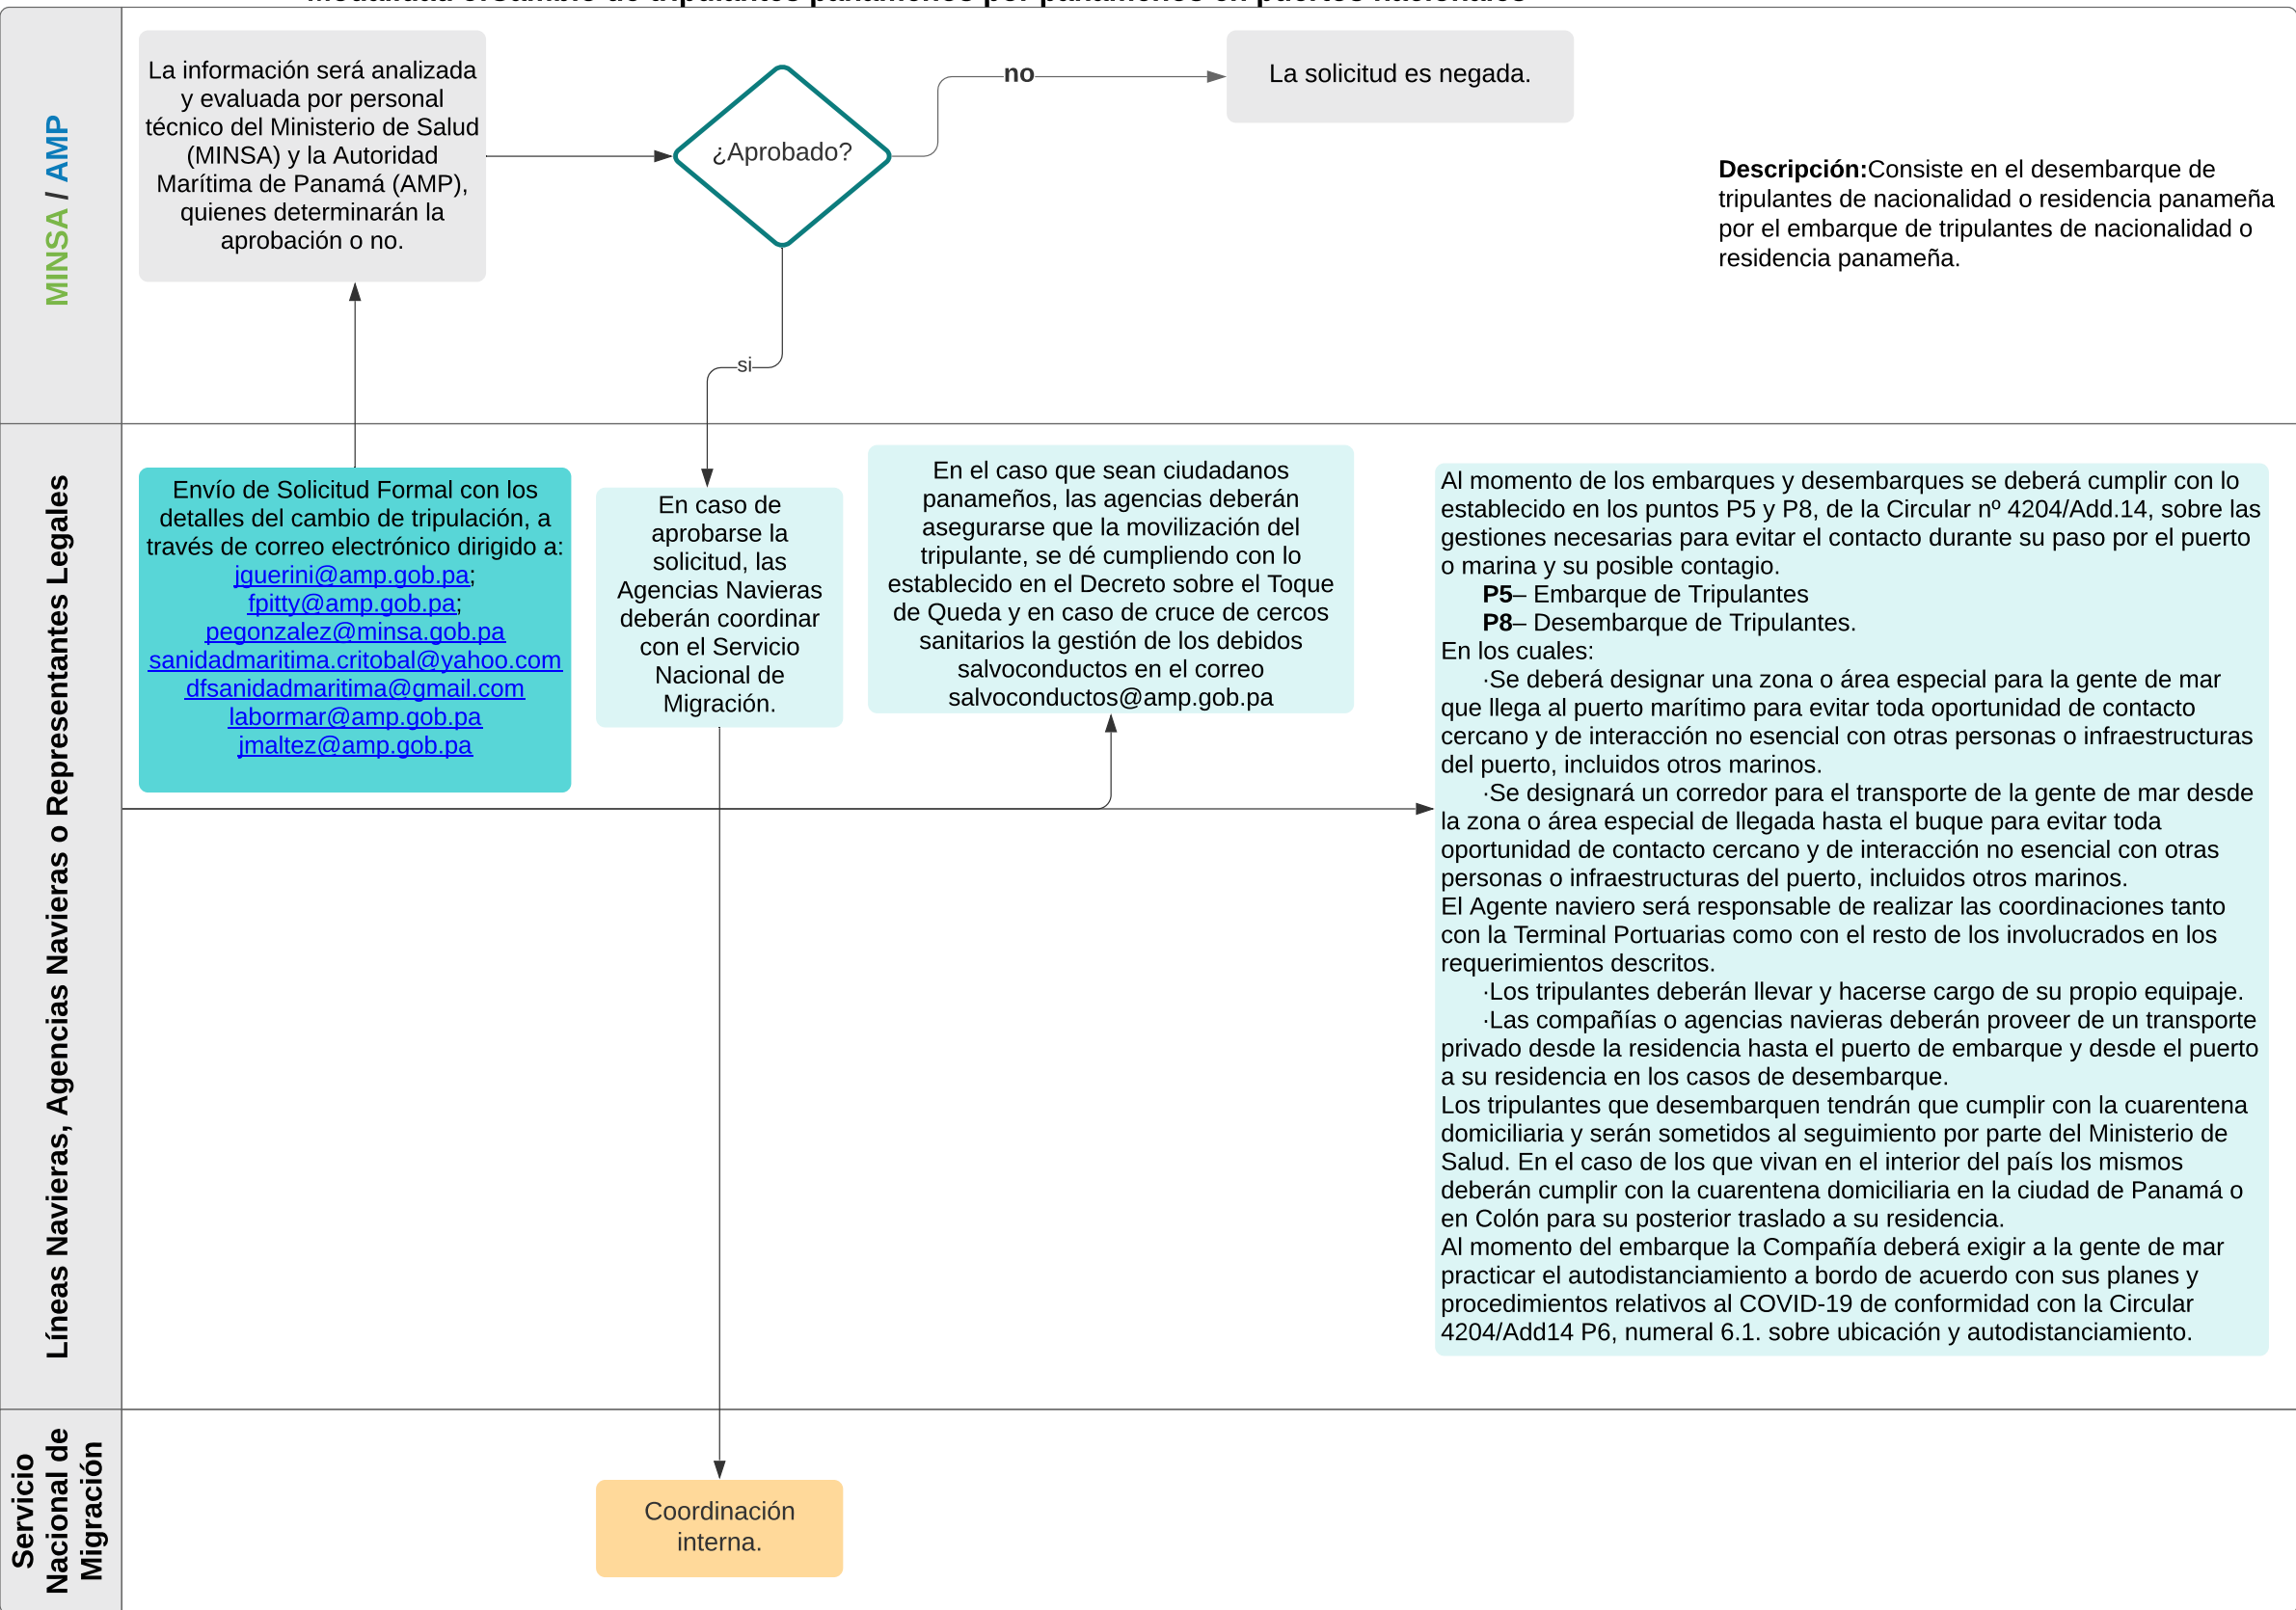 MINSA / AMP
La información será analizada
y evaluada por personal
técnico del Ministerio de Salud
(MINSA) y la Autoridad
Marítima de Panamá (AMP),
quienes determinarán la
aprobación o no.
¿Aprobado?
no
La solicitud es negada.
Descripción:Consiste en el desembarque de
tripulantes de nacionalidad o residencia panameña
por el embarque de tripulantes de nacionalidad o
residencia panameña.
si
Líneas Navieras, Agencias Navieras o Representantes Legales
Envío de Solicitud Formal con los
detalles del cambio de tripulación, a
través de correo electrónico dirigido a:
jguerini@amp.gob.pa;
fpitty@amp.gob.pa;
pegonzalez@minsa.gob.pa
sanidadmaritima.critobal@yahoo.com
dfsanidadmaritima@gmail.com
labormar@amp.gob.pa
jmaltez@amp.gob.pa
En caso de
aprobarse la
solicitud, las
Agencias Navieras
deberán coordinar
con el Servicio
Nacional de
Migración.
En el caso que sean ciudadanos
panameños, las agencias deberán
asegurarse que la movilización del
tripulante, se dé cumpliendo con lo
establecido en el Decreto sobre el Toque
de Queda y en caso de cruce de cercos
sanitarios la gestión de los debidos
salvoconductos en el correo
salvoconductos@amp.gob.pa
Al momento de los embarques y desembarques se deberá cumplir con lo
establecido en los puntos P5 y P8, de la Circular nº 4204/Add.14, sobre las
gestiones necesarias para evitar el contacto durante su paso por el puerto
o marina y su posible contagio.
P5– Embarque de Tripulantes
P8– Desembarque de Tripulantes.
En los cuales:
·Se deberá designar una zona o área especial para la gente de mar
que llega al puerto marítimo para evitar toda oportunidad de contacto
cercano y de interacción no esencial con otras personas o infraestructuras
del puerto, incluidos otros marinos.
·Se designará un corredor para el transporte de la gente de mar desde
la zona o área especial de llegada hasta el buque para evitar toda
oportunidad de contacto cercano y de interacción no esencial con otras
personas o infraestructuras del puerto, incluidos otros marinos.
El Agente naviero será responsable de realizar las coordinaciones tanto
con la Terminal Portuarias como con el resto de los involucrados en los
requerimientos descritos.
·Los tripulantes deberán llevar y hacerse cargo de su propio equipaje.
·Las compañías o agencias navieras deberán proveer de un transporte
privado desde la residencia hasta el puerto de embarque y desde el puerto
a su residencia en los casos de desembarque.
Los tripulantes que desembarquen tendrán que cumplir con la cuarentena
domiciliaria y serán sometidos al seguimiento por parte del Ministerio de
Salud. En el caso de los que vivan en el interior del país los mismos
deberán cumplir con la cuarentena domiciliaria en la ciudad de Panamá o
en Colón para su posterior traslado a su residencia.
Al momento del embarque la Compañía deberá exigir a la gente de mar
practicar el autodistanciamiento a bordo de acuerdo con sus planes y
procedimientos relativos al COVID-19 de conformidad con la Circular
4204/Add14 P6, numeral 6.1. sobre ubicación y autodistanciamiento.
Servicio
Nacional de
Migración
Coordinación
interna.